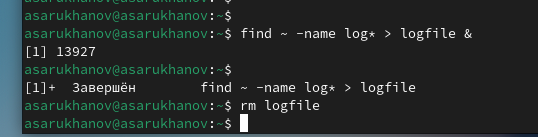 asarukhanov@asarukhanov:~$
asarukhanov@asarukhanov:~$ find ~ -name log* > logfile &
[1] 13927
asarukhanov@asarukhanov:~$
[1]+  Завершён        find ~ -name log* > logfile
asarukhanov@asarukhanov:~$ rm logfile
asarukhanov@asarukhanov:~$